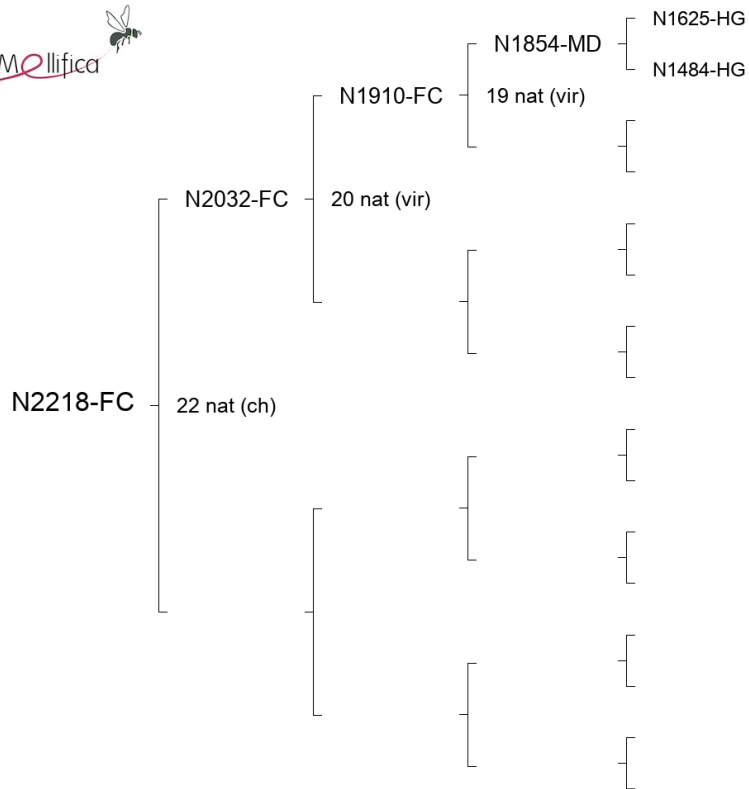 Mellifica
N1625-HG
N1854-MD
N1484-HG
N1910-FC
19 nat (vir)
N2032-FC
20 nat (vir)
N2218-FC
22 nat (ch)